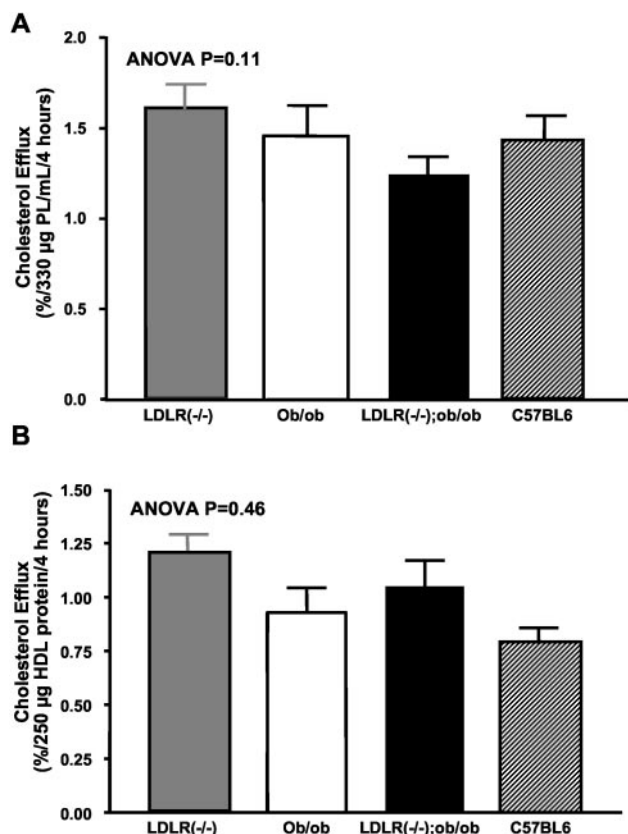 A
2.0
ANOVA P=0.11
1.5
1.0
0.5
0.0
Cholesterol Efflux
(%/330 µg PL/mL/4 hours)
LDLR(-/-) Ob/ob LDLR(-/-);ob/ob C57BL6
B
1.50
ANOVA P=0.46
1.25
1.00
0.75
0.50
0.25
0.00
Cholesterol Efflux
(%/250 µg HDL protein/4 hours)
LDLR(-/-) Ob/ob LDLR(-/-);ob/ob C57BL6